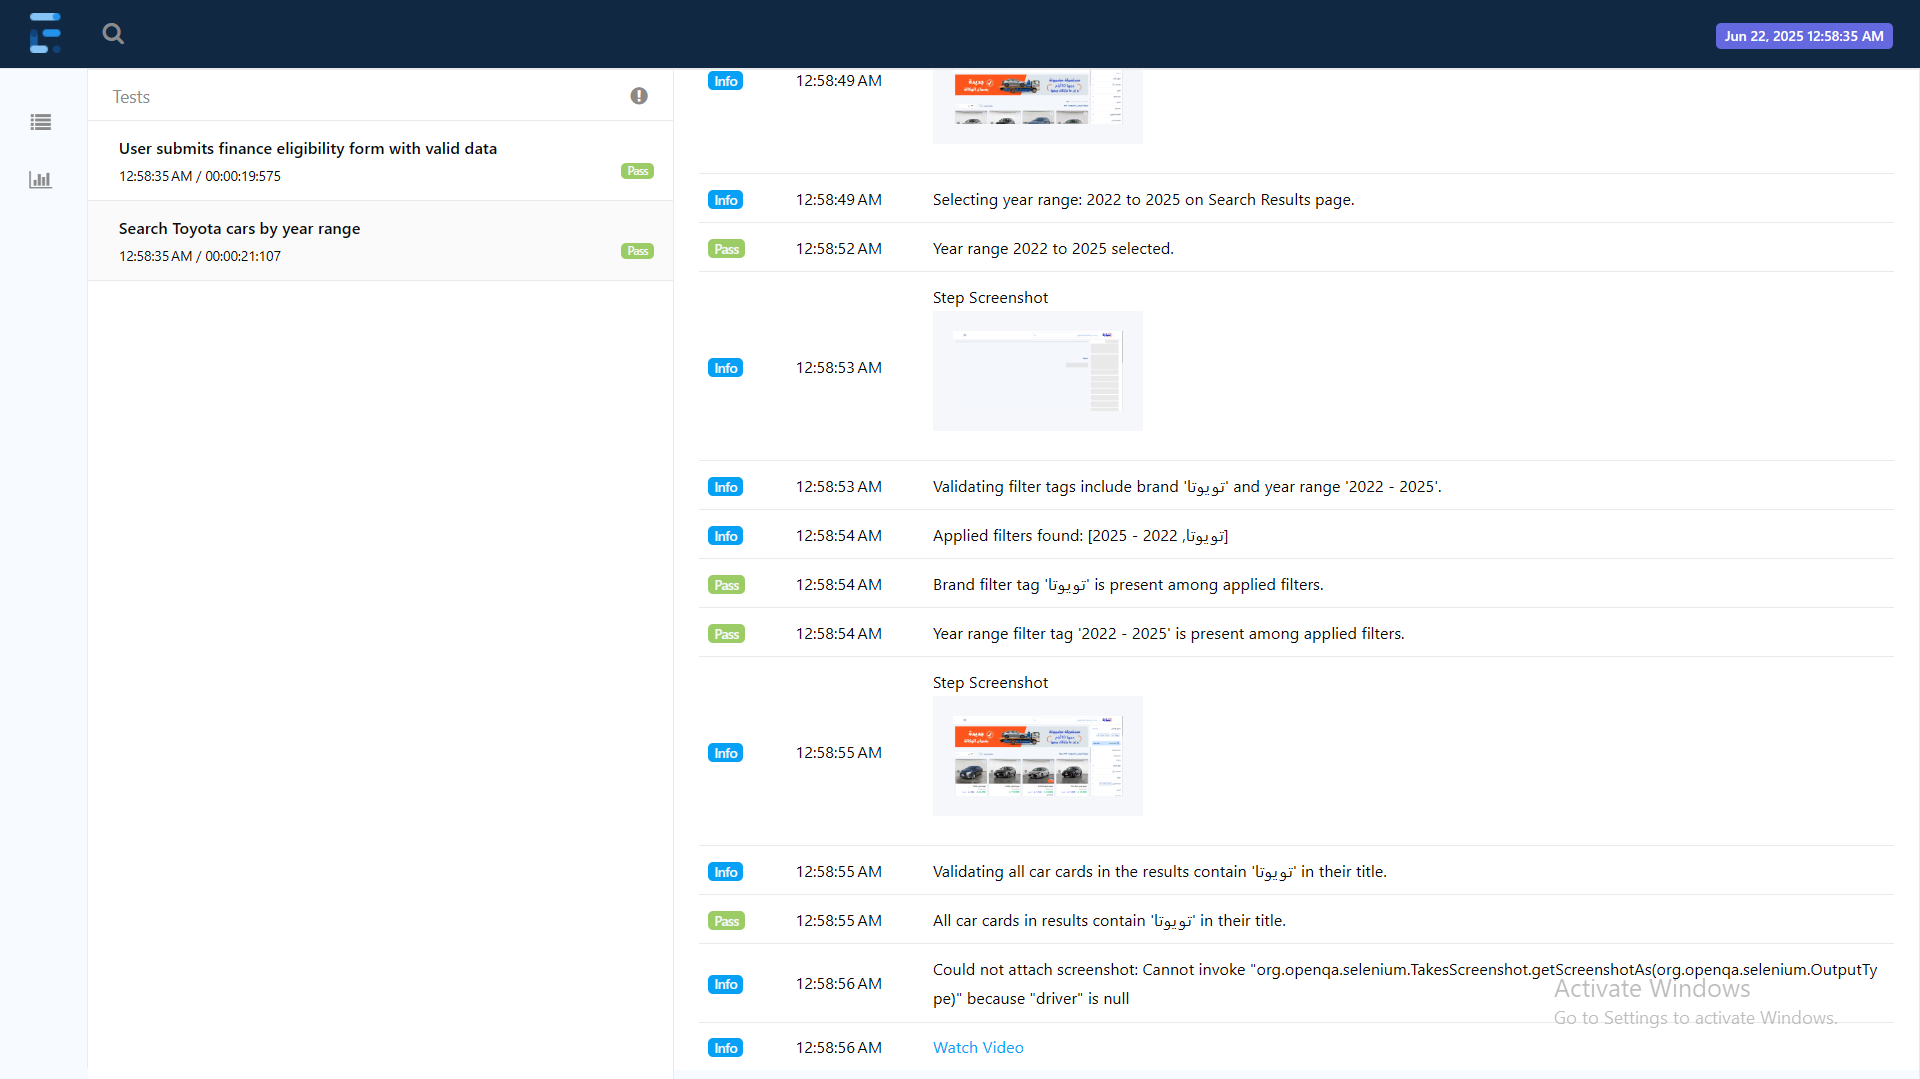 Jun 22, 2025 12:58:35 AM
Tests
User submits finance eligibility form with valid data
12:58:35 AM / 00:00:19:575
Pass
Search Toyota cars by year range
12:58:35 AM / 00:00:21:107
Pass
Info 12:58:49 AM
جديدة
Info 12:58:49 AM Selecting year range: 2022 to 2025 on Search Results page.
Pass 12:58:52 AM Year range 2022 to 2025 selected.
Step Screenshot
Info 12:58:53 AM
Info 12:58:53 AM Validating filter tags include brand 'تويوتا' and year range '2022 - 2025'.
Info 12:58:54 AM Applied filters found: [تويوتا, 2022 - 2025]
Pass 12:58:54 AM Brand filter tag 'تويوتا' is present among applied filters.
Pass 12:58:54 AM Year range filter tag '2022 - 2025' is present among applied filters.
Step Screenshot
Info 12:58:55 AM
جديدة
Info 12:58:55 AM Validating all car cards in the results contain 'تويوتا' in their title.
Pass 12:58:55 AM All car cards in results contain 'تويوتا' in their title.
Info 12:58:56 AM Could not attach screenshot: Cannot invoke "org.openqa.selenium.TakesScreenshot.getScreenshotAs(org.openqa.selenium.OutputTy
pe)" because "driver" is null
Activate Windows
Go to Settings to activate Windows.
Info 12:58:56 AM Watch Video